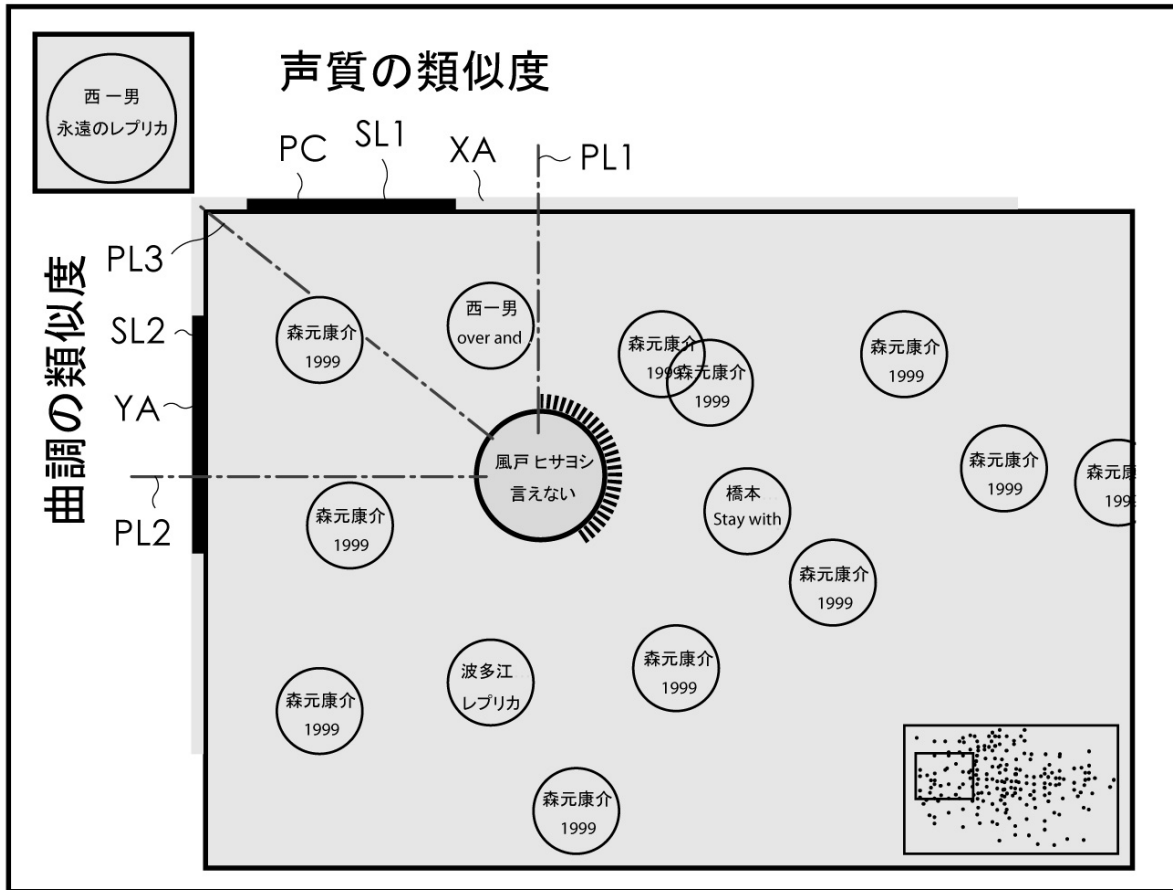 西 一男
永遠のレプリカ
声質の類似度
PC
SL1
XA
PL1
PL3
曲調の類似度
SL2
YA
PL2
森元康介
1999
西一男
over and
森元康介
1999
森元康介
1999
森元康介
1999
風戸 ヒサヨシ
言えない
森元康介
1999
橋本....
Stay with
森元康介
1999
森元康
199
森元康介
1999
森元康介
1999
波多江....
レプリカ
森元康介
1999
森元康介
1999